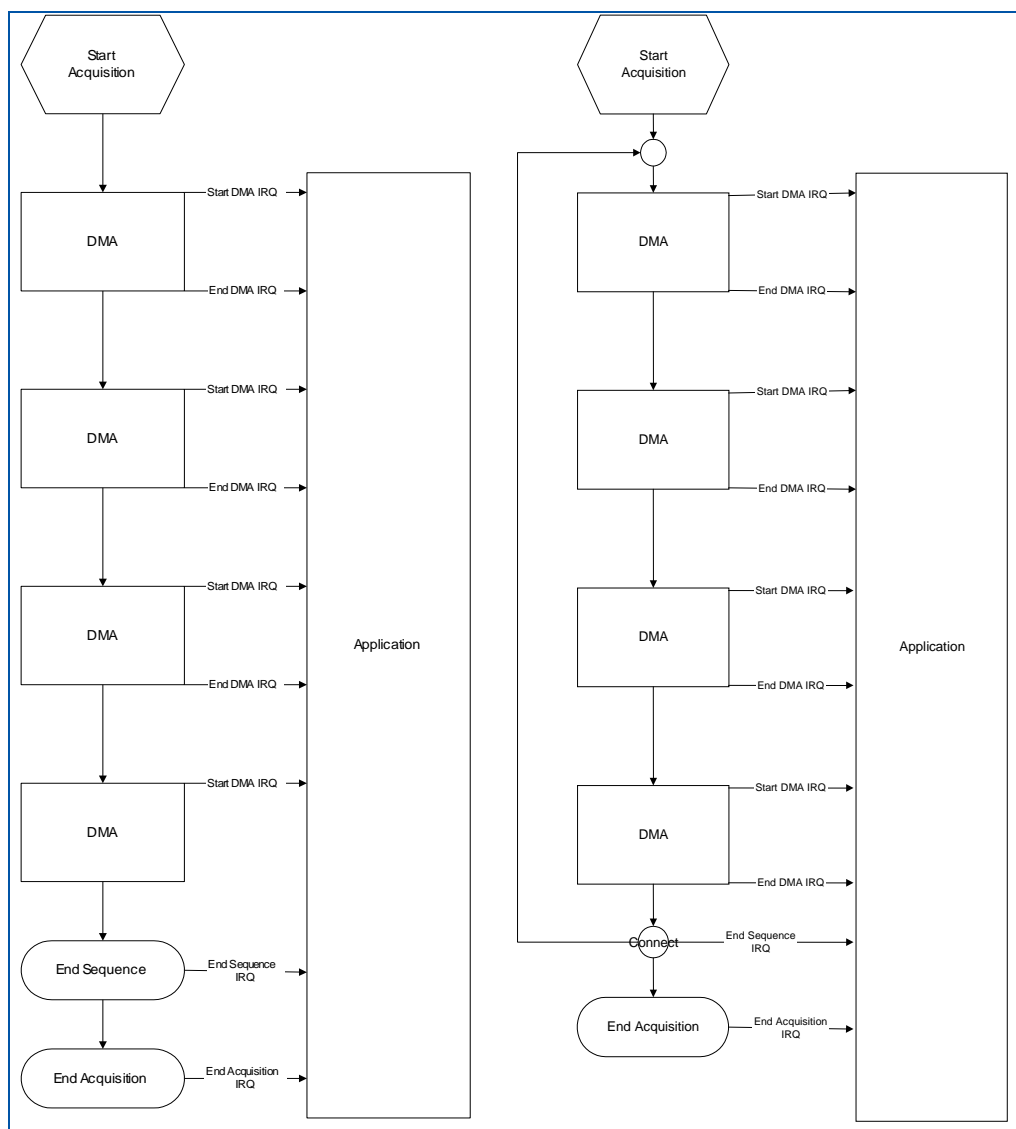 Start
Acquisition
Start DMA IRQ
DMA
End DMA IRQ
Start DMA IRQ
DMA
End DMA IRQ
Start DMA IRQ
DMA
Application
End DMA IRQ
Start DMA IRQ
DMA
End Sequence
End Sequence
IRQ
End Acquisition
End Acquisition
IRQ
Start
Acquisition
Start DMA IRQ
DMA
End DMA IRQ
Start DMA IRQ
DMA
End DMA IRQ
Start DMA IRQ
DMA
Application
End DMA IRQ
Start DMA IRQ
DMA
End DMA IRQ
Connect
End Sequence
IRQ
End Acquisition
End Acquisition
IRQ